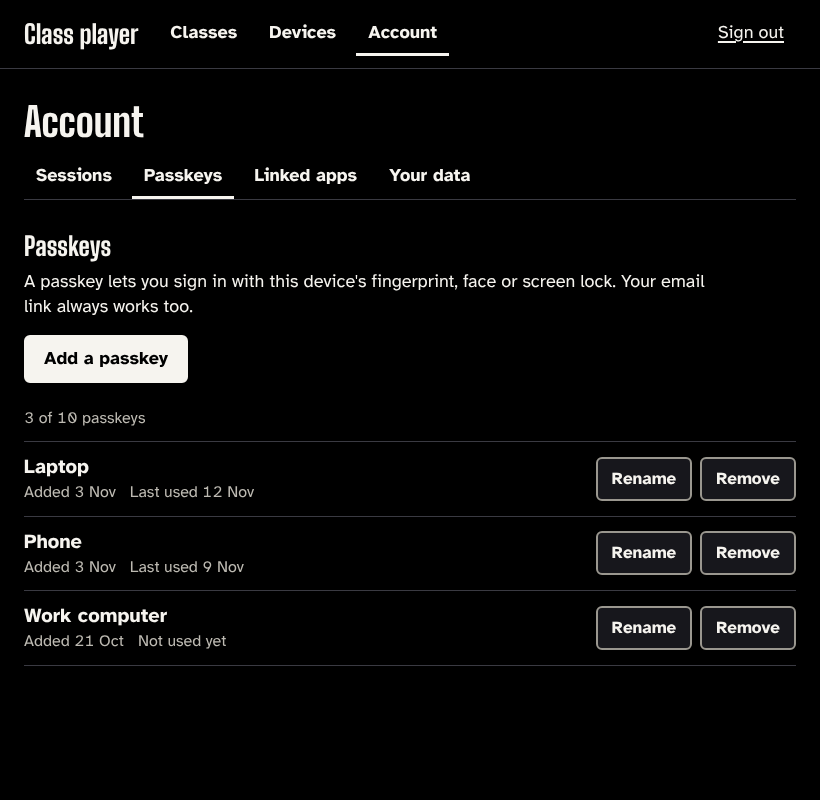 Class player Classes Devices Account Sign out
Account
Sessions Passkeys Linked apps Your data
Passkeys
A passkey lets you sign in with this device's fingerprint, face or screen lock. Your email
link always works too.
Add a passkey
3 of 10 passkeys
Laptop
Added 3 Nov Last used 12 Nov
Rename Remove
Phone
Added 3 Nov Last used 9 Nov
Rename Remove
Work computer
Added 21 Oct Not used yet
Rename Remove